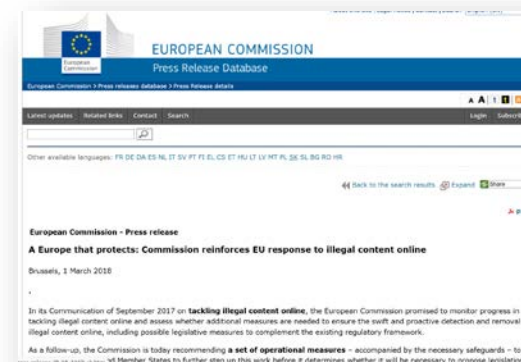 European
Commission
EUROPEAN COMMISSION
Press Release Database
European Commission > Press releases database > Press Release details
A A
Latest updates Related links Contact Search Login Subscribe
Other available languages: FR DE DA ES NL IT SV PT FI EL CS ET HU LT LV MT PL SK SL BG RO HR
Back to the search results Expand Share
European Commission - Press release
A Europe that protects: Commission reinforces EU response to illegal content online
Brussels, 1 March 2018
In its Communication of September 2017 on tackling illegal content online, the European Commission promised to monitor progress in
tackling illegal content online and assess whether additional measures are needed to ensure the swift and proactive detection and removal
illegal content online, including possible legislative measures to complement the existing regulatory framework.
As a follow-up, the Commission is today recommending a set of operational measures - accompanied by the necessary safeguards - to
Member States to further step up this work before it determines whether it will be necessary to propose legislation